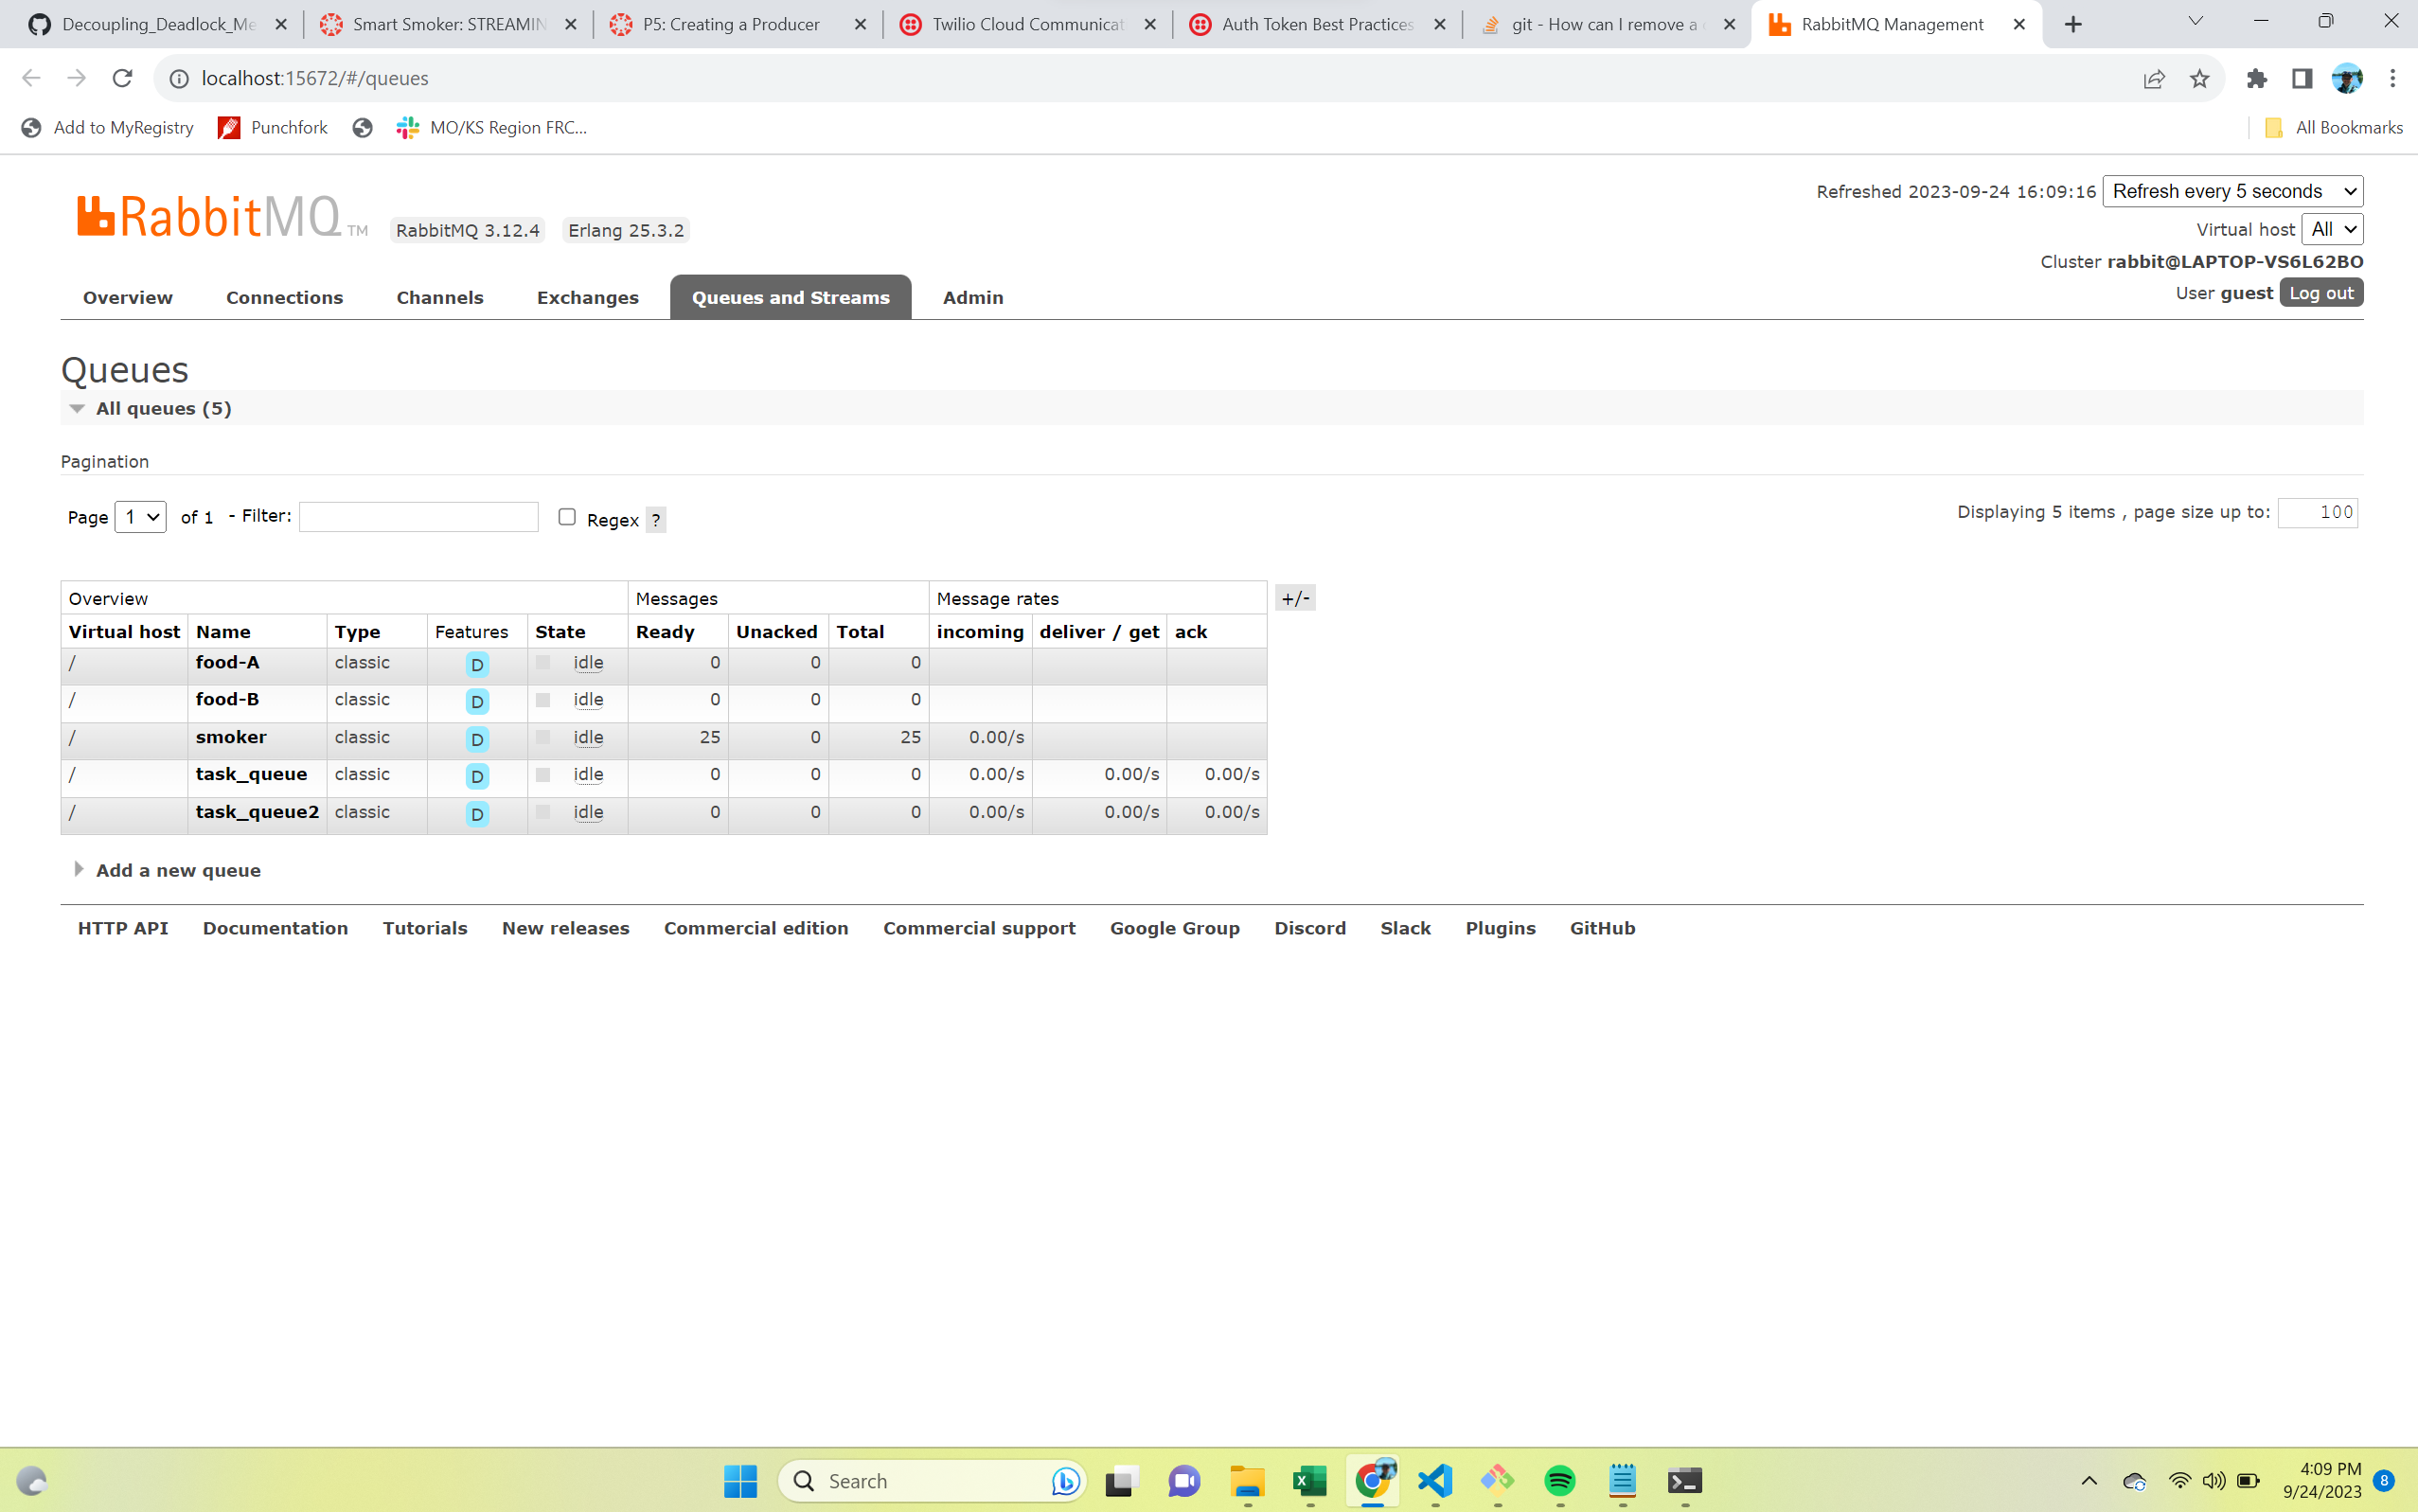 Decoupling_Deadlock_Me
Smart Smoker: STREAMIN
P5: Creating a Producer
Twilio Cloud Communicat
Auth Token Best Practices
git - How can I remove a
RabbitMQ Management
localhost:15672/#/queues
Add to MyRegistry
Punchfork
MO/KS Region FRC...
All Bookmarks
RabbitMQ TM
RabbitMQ 3.12.4
Erlang 25.3.2
Refreshed 2023-09-24 16:09:16
Refresh every 5 seconds
Virtual host All
Cluster rabbit@LAPTOP-VS6L62BO
User guest Log out
Overview Connections Channels Exchanges Queues and Streams Admin
Queues
All queues (5)
Pagination
Page 1 of 1 - Filter: Regex ?
Displaying 5 items , page size up to: 100
Overview Messages Message rates +/-
Virtual host Name Type Features State Ready Unacked Total incoming deliver / get ack
/ food-A classic D idle 0 0 0
/ food-B classic D idle 0 0 0
/ smoker classic D idle 25 0 25 0.00/s
/ task_queue classic D idle 0 0 0 0.00/s 0.00/s 0.00/s
/ task_queue2 classic D idle 0 0 0 0.00/s 0.00/s 0.00/s
Add a new queue
HTTP API Documentation Tutorials New releases Commercial edition Commercial support Google Group Discord Slack Plugins GitHub
Search
4:09 PM
9/24/2023
8